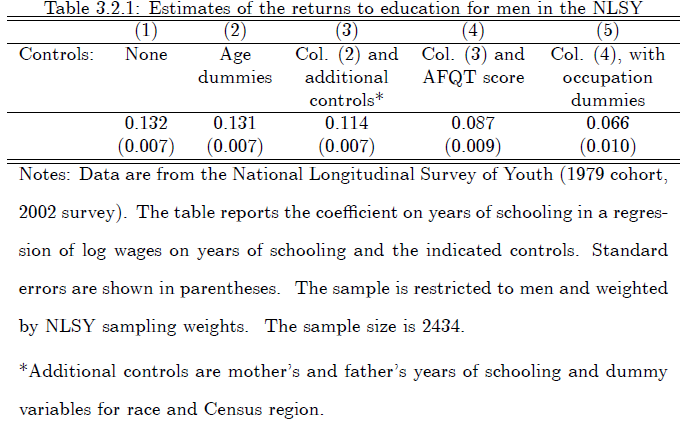 Table 3.2.1: Estimates of the returns to education for men in the NLSY
(1) (2) (3) (4) (5)
Controls: None Age Col. (2) and Col. (3) and Col. (4), with
dummies additional AFQT score occupation
controls* dummies
0.132 0.131 0.114 0.087 0.066
(0.007) (0.007) (0.007) (0.009) (0.010)
Notes: Data are from the National Longitudinal Survey of Youth (1979 cohort,
2002 survey). The table reports the coefficient on years of schooling in a regres-
sion of log wages on years of schooling and the indicated controls. Standard
errors are shown in parentheses. The sample is restricted to men and weighted
by NLSY sampling weights. The sample size is 2434.
*Additional controls are mother's and father's years of schooling and dummy
variables for race and Census region.